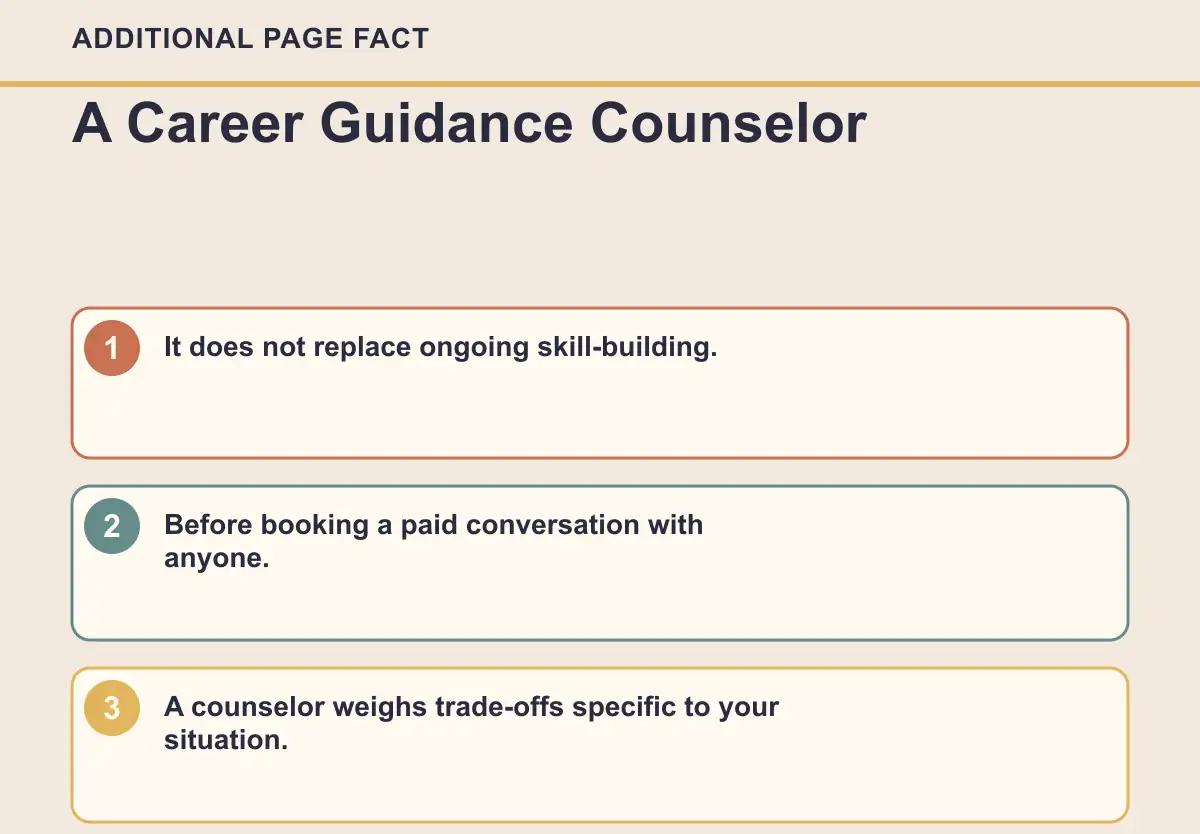 ADDITIONAL PAGE FACT
A Career Guidance Counselor
1
It does not replace ongoing skill-building.
2
Before booking a paid conversation with
anyone.
3
A counselor weighs trade-offs specific to your
situation.